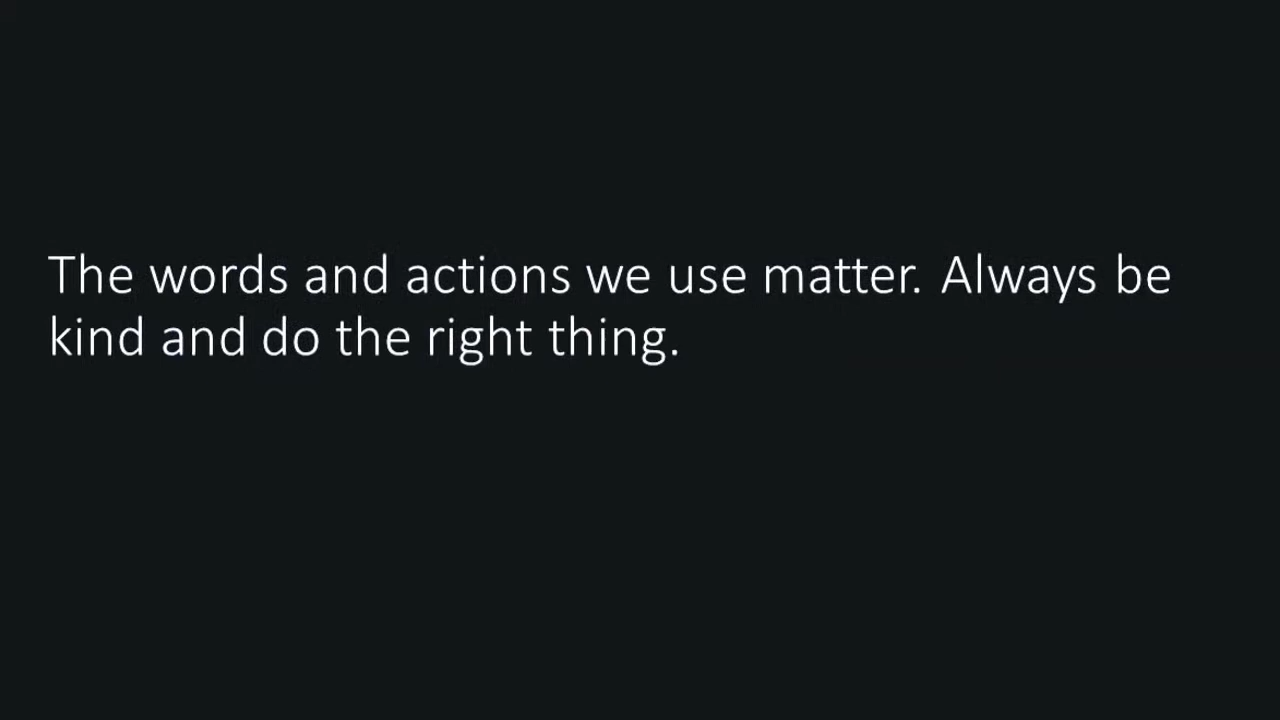 The words and actions we use matter. Always be
kind and do the right thing.